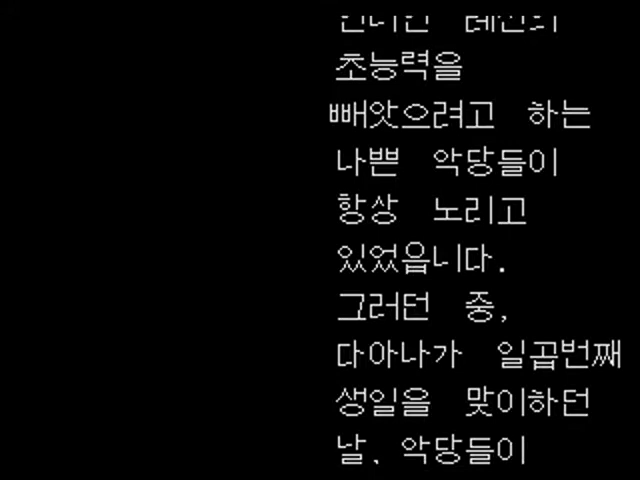 초능력을
빼앗으려고 하는
나쁜 악당들이
항상 노리고
있었읍니다.
그러던 중,
다아나가 일곱번째
생일을 맞이하던
날, 악당들이